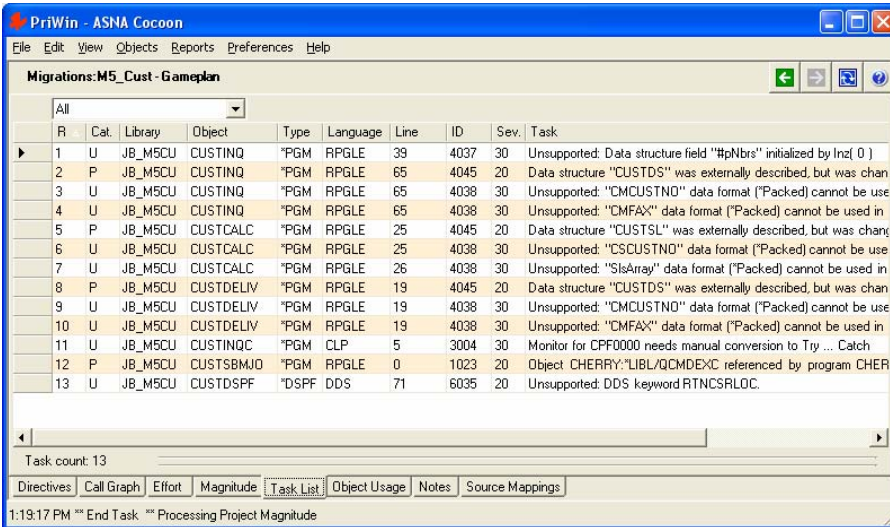 PriWin - ASNA Cocoon
File Edit View Objects Reports Preferences Help
Migrations:M5_Cust - Gameplan
All
R Cat. Library Object Type Language Line ID Sev. Task
1 U JB_M5CU CUSTINQ *PGM RPGLE 39 4037 30 Unsupported: Data structure field "#pNbrs" initialized by Inz( 0 )
2 P JB_M5CU CUSTINQ *PGM RPGLE 65 4045 20 Data structure "CUSTDS" was externally described, but was chan
3 U JB_M5CU CUSTINQ *PGM RPGLE 65 4038 30 Unsupported: "CMCUSTNO" data format (*Packed) cannot be use
4 U JB_M5CU CUSTINQ *PGM RPGLE 65 4038 30 Unsupported: "CMFAX" data format (*Packed) cannot be used in
5 P JB_M5CU CUSTCALC *PGM RPGLE 25 4045 20 Data structure "CUSTSL" was externally described, but was chang
6 U JB_M5CU CUSTCALC *PGM RPGLE 25 4038 30 Unsupported: "CSCUSTNO" data format (*Packed) cannot be use
7 U JB_M5CU CUSTCALC *PGM RPGLE 26 4038 30 Unsupported: "SlsArray" data format (*Packed) cannot be used in
8 P JB_M5CU CUSTDELIV *PGM RPGLE 19 4045 20 Data structure "CUSTDS" was externally described, but was chan
9 U JB_M5CU CUSTDELIV *PGM RPGLE 19 4038 30 Unsupported: "CMCUSTNO" data format (*Packed) cannot be use
10 U JB_M5CU CUSTDELIV *PGM RPGLE 19 4038 30 Unsupported: "CMFAX" data format (*Packed) cannot be used in
11 U JB_M5CU CUSTINQC *PGM CLP 5 3004 30 Monitor for CPF0000 needs manual conversion to Try ... Catch
12 P JB_M5CU CUSTSBMJO *PGM RPGLE 0 1023 20 Object CHERRY:*LIBL/QCMDEXC referenced by program CHER
13 U JB_M5CU CUSTDSPF *DSPF DDS 71 6035 20 Unsupported: DDS keyword RTNCSRLOC.
Task count: 13
Directives Call Graph Effort Magnitude Task List Object Usage Notes Source Mappings
1:19:17 PM ** End Task ** Processing Project Magnitude